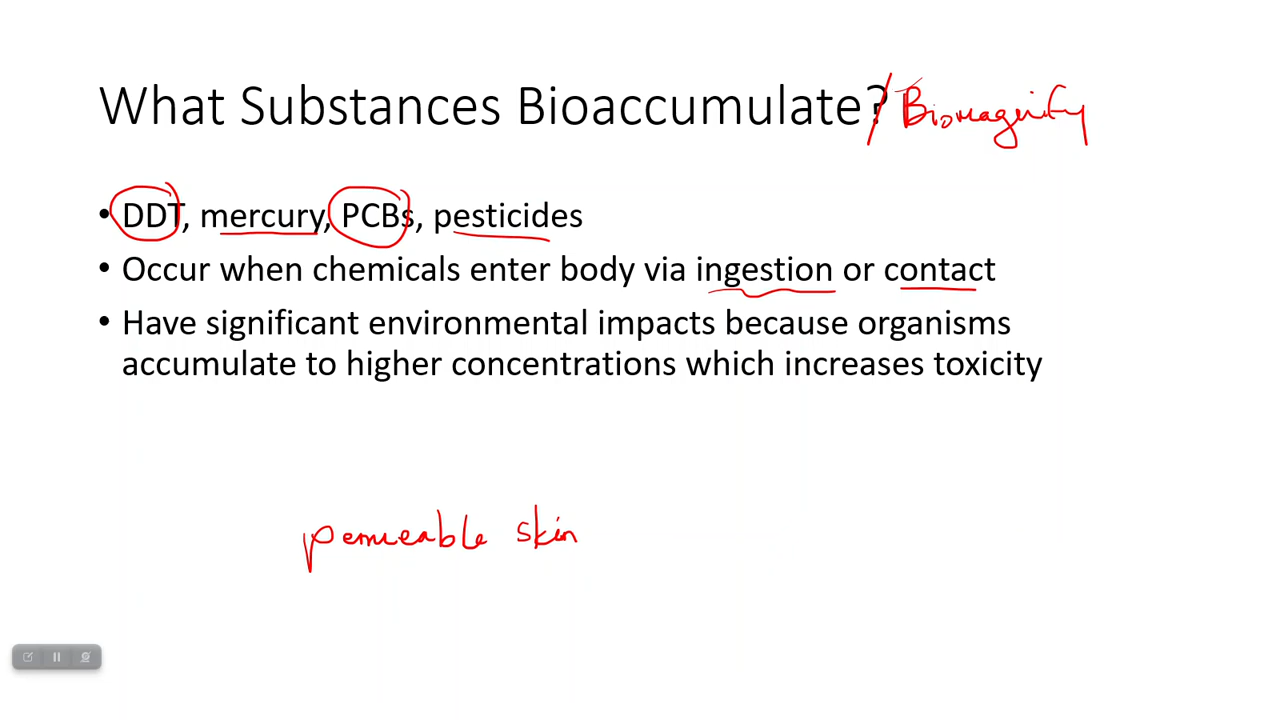 What Substances Bioaccumulate?/Biomagnify
• DDT, mercury, PCBs, pesticides
• Occur when chemicals enter body via ingestion or contact
• Have significant environmental impacts because organisms
accumulate to higher concentrations which increases toxicity
permeable skin